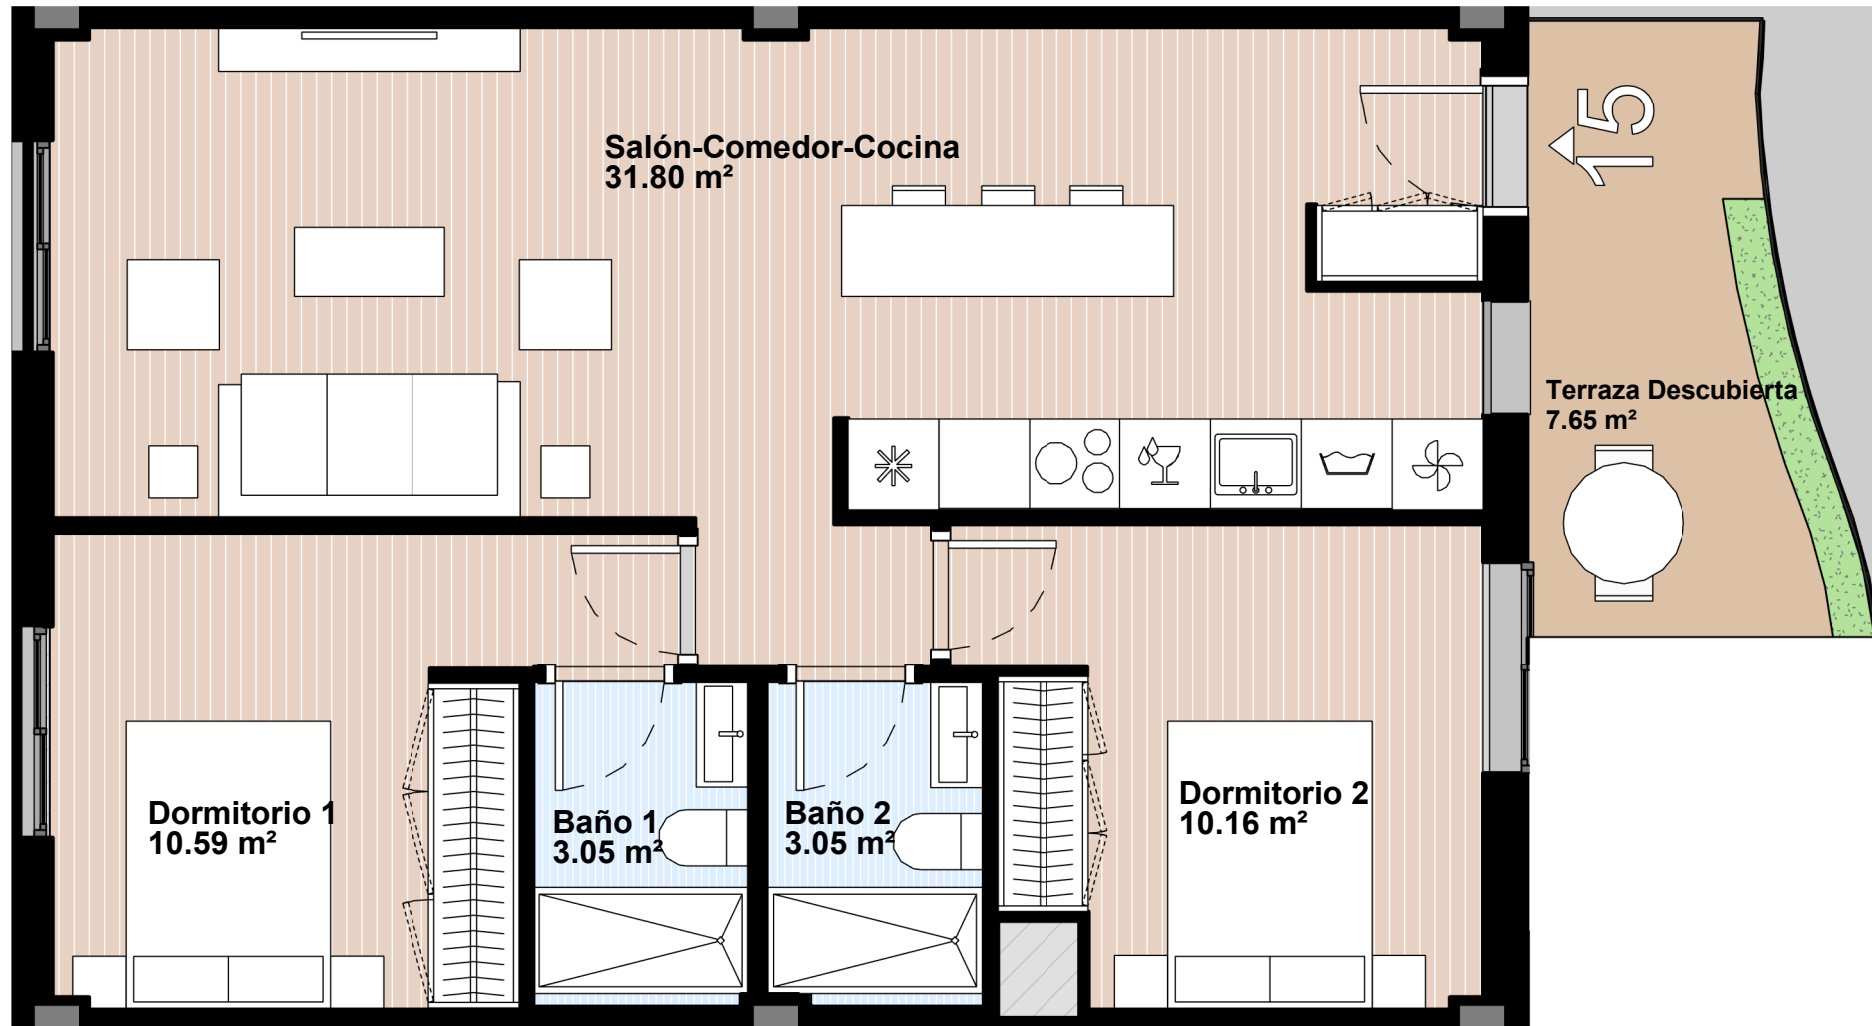 Salón-Comedor-Cocina
31.80 m²
15
Terraza Descubierta
7.65 m²
Dormitorio 1
10.59 m²
Baño 1
3.05 m²
Baño 2
3.05 m²
Dormitorio 2
10.16 m²